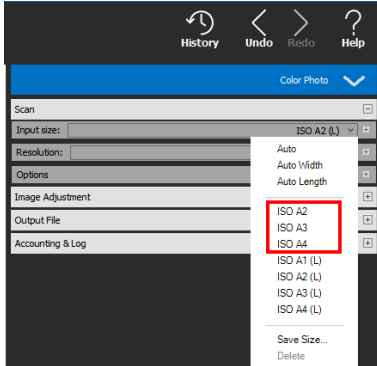 History Undo Redo Help
Color Photo
Scan
Input size: ISO A2 (L)
Resolution:
Options
Image Adjustment
Output File
Accounting & Log
Auto
Auto Width
Auto Length
ISO A2
ISO A3
ISO A4
ISO A1 (L)
ISO A2 (L)
ISO A3 (L)
ISO A4 (L)
Save Size...
Delete